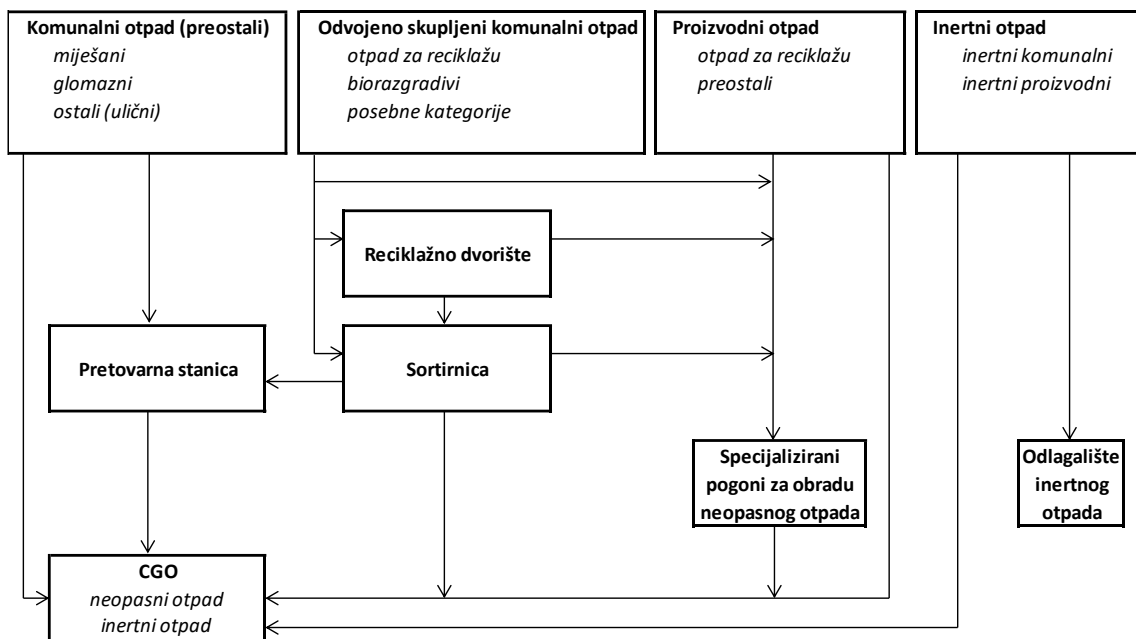 Komunalni otpad (preostali)
miješani
glomazni
ostali (ulični)
Odvojeno skupljeni komunalni otpad
otpad za reciklažu
biorazgradivi
posebne kategorije
Proizvodni otpad
otpad za reciklažu
preostali
Inertni otpad
inertni komunalni
inertni proizvodni
Reciklažno dvorište
Pretovarna stanica
Sortirnica
Specijalizirani
pogoni za obradu
neopasnog otpada
Odlagalište
inertnog
otpada
CGO
neopasni otpad
inertni otpad